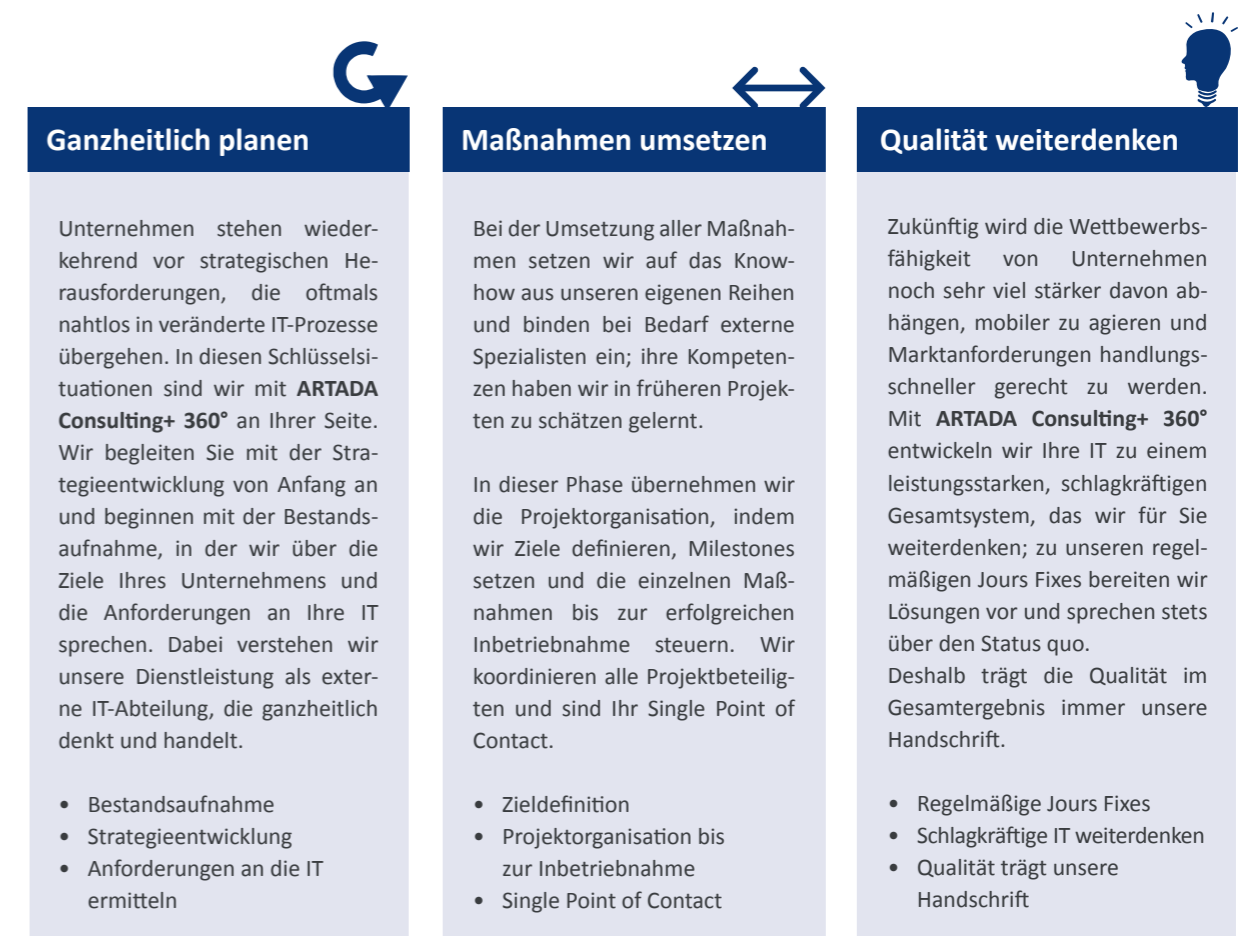 Ganzheitlich planen
Unternehmen stehen wieder-
kehrend vor strategischen He-
rausforderungen, die oftmals
nahtlos in veränderte IT-Prozesse
übergehen. In diesen Schlüsselsi-
tuationen sind wir mit ARTADA
Consulting+ 360° an Ihrer Seite.
Wir begleiten Sie mit der Stra-
tegieentwicklung von Anfang an
und beginnen mit der Bestands-
aufnahme, in der wir über die
Ziele Ihres Unternehmens und
die Anforderungen an Ihre IT
sprechen. Dabei verstehen wir
unsere Dienstleistung als exter-
ne IT-Abteilung, die ganzheitlich
denkt und handelt.
• Bestandsaufnahme
• Strategieentwicklung
• Anforderungen an die IT
ermitteln
Maßnahmen umsetzen
Bei der Umsetzung aller Maßnah-
men setzen wir auf das Know-
how aus unseren eigenen Reihen
und binden bei Bedarf externe
Spezialisten ein; ihre Kompeten-
zen haben wir in früheren Projek-
ten zu schätzen gelernt.
In dieser Phase übernehmen wir
die Projektorganisation, indem
wir Ziele definieren, Milestones
setzen und die einzelnen Maß-
nahmen bis zur erfolgreichen
Inbetriebnahme steuern. Wir
koordinieren alle Projektbeteilig-
ten und sind Ihr Single Point of
Contact.
• Zieldefinition
• Projektorganisation bis
zur Inbetriebnahme
• Single Point of Contact
Qualität weiterdenken
Zukünftig wird die Wettbewerbs-
fähigkeit von Unternehmen
noch sehr viel stärker davon ab-
hängen, mobiler zu agieren und
Marktanforderungen handlungs-
schneller gerecht zu werden.
Mit ARTADA Consulting+ 360°
entwickeln wir Ihre IT zu einem
leistungsstarken, schlagkräftigen
Gesamtsystem, das wir für Sie
weiterdenken; zu unseren regel-
mäßigen Jours Fixes bereiten wir
Lösungen vor und sprechen stets
über den Status quo.
Deshalb trägt die Qualität im
Gesamtergebnis immer unsere
Handschrift.
• Regelmäßige Jours Fixes
• Schlagkräftige IT weiterdenken
• Qualität trägt unsere
Handschrift